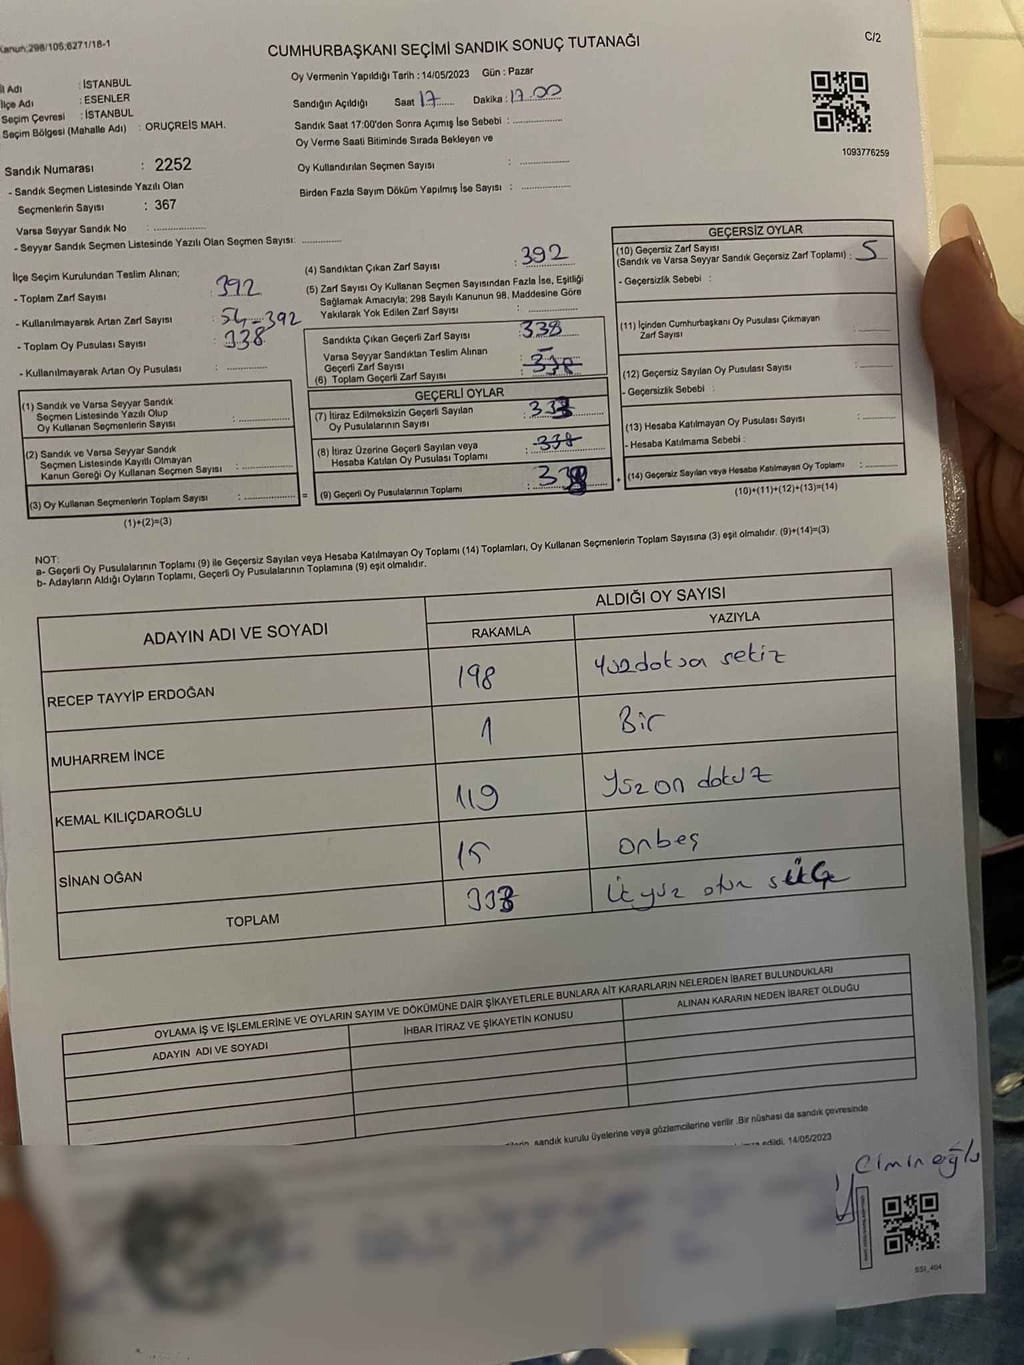 Kanun;298/105;6271/18-1
C/2
CUMHURBAŞKANI SEÇİMİ SANDIK SONUÇ TUTANAĞI
İl Adı : İSTANBUL
İlçe Adı : ESENLER
Seçim Çevresi : İSTANBUL
Seçim Bölgesi (Mahalle Adı) : ORUÇREİS MAH.
Oy Vermenin Yapıldığı Tarih : 14/05/2023 Gün : Pazar
Sandığın Açıldığı Saat 17 Dakika : 17.00
Sandık Saat 17:00'den Sonra Açımış İse Sebebi :
Oy Verme Saati Bitiminde Sırada Bekleyen ve
Oy Kullandırılan Seçmen Sayısı :
Birden Fazla Sayım Döküm Yapılmış İse Sayısı :
1093776259
Sandık Numarası : 2252
- Sandık Seçmen Listesinde Yazılı Olan
Seçmenlerin Sayısı : 367
Varsa Seyyar Sandık No :
- Seyyar Sandık Seçmen Listesinde Yazılı Olan Seçmen Sayısı:
İlçe Seçim Kurulundan Teslim Alınan;
- Toplam Zarf Sayısı : 392
- Kullanılmayarak Artan Zarf Sayısı : 54 392
- Toplam Oy Pusulası Sayısı : 338
- Kullanılmayarak Artan Oy Pusulası :
(1) Sandık ve Varsa Seyyar Sandık
Seçmen Listesinde Yazılı Olup
Oy Kullanan Seçmenlerin Sayısı :
(2) Sandık ve Varsa Seyyar Sandık
Seçmen Listesinde Kayıtlı Olmayan
Kanun Gereği Oy Kullanan Seçmen Sayısı :
(3) Oy Kullanan Seçmenlerin Toplam Sayısı :
(1)+(2)=(3)
(4) Sandıktan Çıkan Zarf Sayısı : 392
(5) Zarf Sayısı Oy Kullanan Seçmen Sayısından Fazla İse, Eşitliği
Sağlamak Amacıyla; 298 Sayılı Kanunun 98. Maddesine Göre
Yakılarak Yok Edilen Zarf Sayısı :
Sandıkta Çıkan Geçerli Zarf Sayısı : 338
Varsa Seyyar Sandıktan Teslim Alınan
Geçerli Zarf Sayısı :
(6) Toplam Geçerli Zarf Sayısı : 338
GEÇERLİ OYLAR
(7) İtiraz Edilmeksizin Geçerli Sayılan
Oy Pusulalarının Sayısı : 333
(8) İtiraz Üzerine Geçerli Sayılan veya
Hesaba Katılan Oy Pusulası Toplamı : 338
=
(9) Geçerli Oy Pusulalarının Toplamı :
+
GEÇERSİZ OYLAR
(10) Geçersiz Zarf Sayısı
(Sandık ve Varsa Seyyar Sandık Geçersiz Zarf Toplamı) : 5
- Geçersizlik Sebebi :
(11) İçinden Cumhurbaşkanı Oy Pusulası Çıkmayan
Zarf Sayısı :
(12) Geçersiz Sayılan Oy Pusulası Sayısı :
- Geçersizlik Sebebi :
(13) Hesaba Katılmayan Oy Pusulası Sayısı :
- Hesaba Katılmama Sebebi :
(14) Geçersiz Sayılan veya Hesaba Katılmayan Oy Toplamı :
(10)+(11)+(12)+(13)=(14)
NOT:
a- Geçerli Oy Pusulalarının Toplamı (9) ile Geçersiz Sayılan veya Hesaba Katılmayan Oy Toplamı (14) Toplamları, Oy Kullanan Seçmenlerin Toplam Sayısına (3) eşit olmalıdır. (9)+(14)=(3)
b- Adayların Aldığı Oyların Toplamı, Geçerli Oy Pusulalarının Toplamına (9) eşit olmalıdır.
ADAYIN ADI VE SOYADI
ALDIĞI OY SAYISI
RAKAMLA YAZIYLA
RECEP TAYYİP ERDOĞAN 198 Yüzdoksan sekiz
MUHARREM İNCE 1 Bir
KEMAL KILIÇDAROĞLU 119 Yüz on dokuz
SİNAN OĞAN 15 onbeş
TOPLAM 333 Üç yüz otuz üç
OYLAMA İŞ VE İŞLEMLERİNE VE OYLARIN SAYIM VE DÖKÜMÜNE DAİR ŞİKAYETLERLE BUNLARA AİT KARARLARIN NELERDEN İBARET BULUNDUKLARI
ADAYIN ADI VE SOYADI İHBAR İTİRAZ VE ŞİKAYETİN KONUSU ALINAN KARARIN NEDEN İBARET OLDUĞU
sandık kurulu üyelerine veya gözlemcilerine verilir .Bir nüshası da sandık çevresinde
edildi. 14/05/2023
Eminoğlu
SSI_404